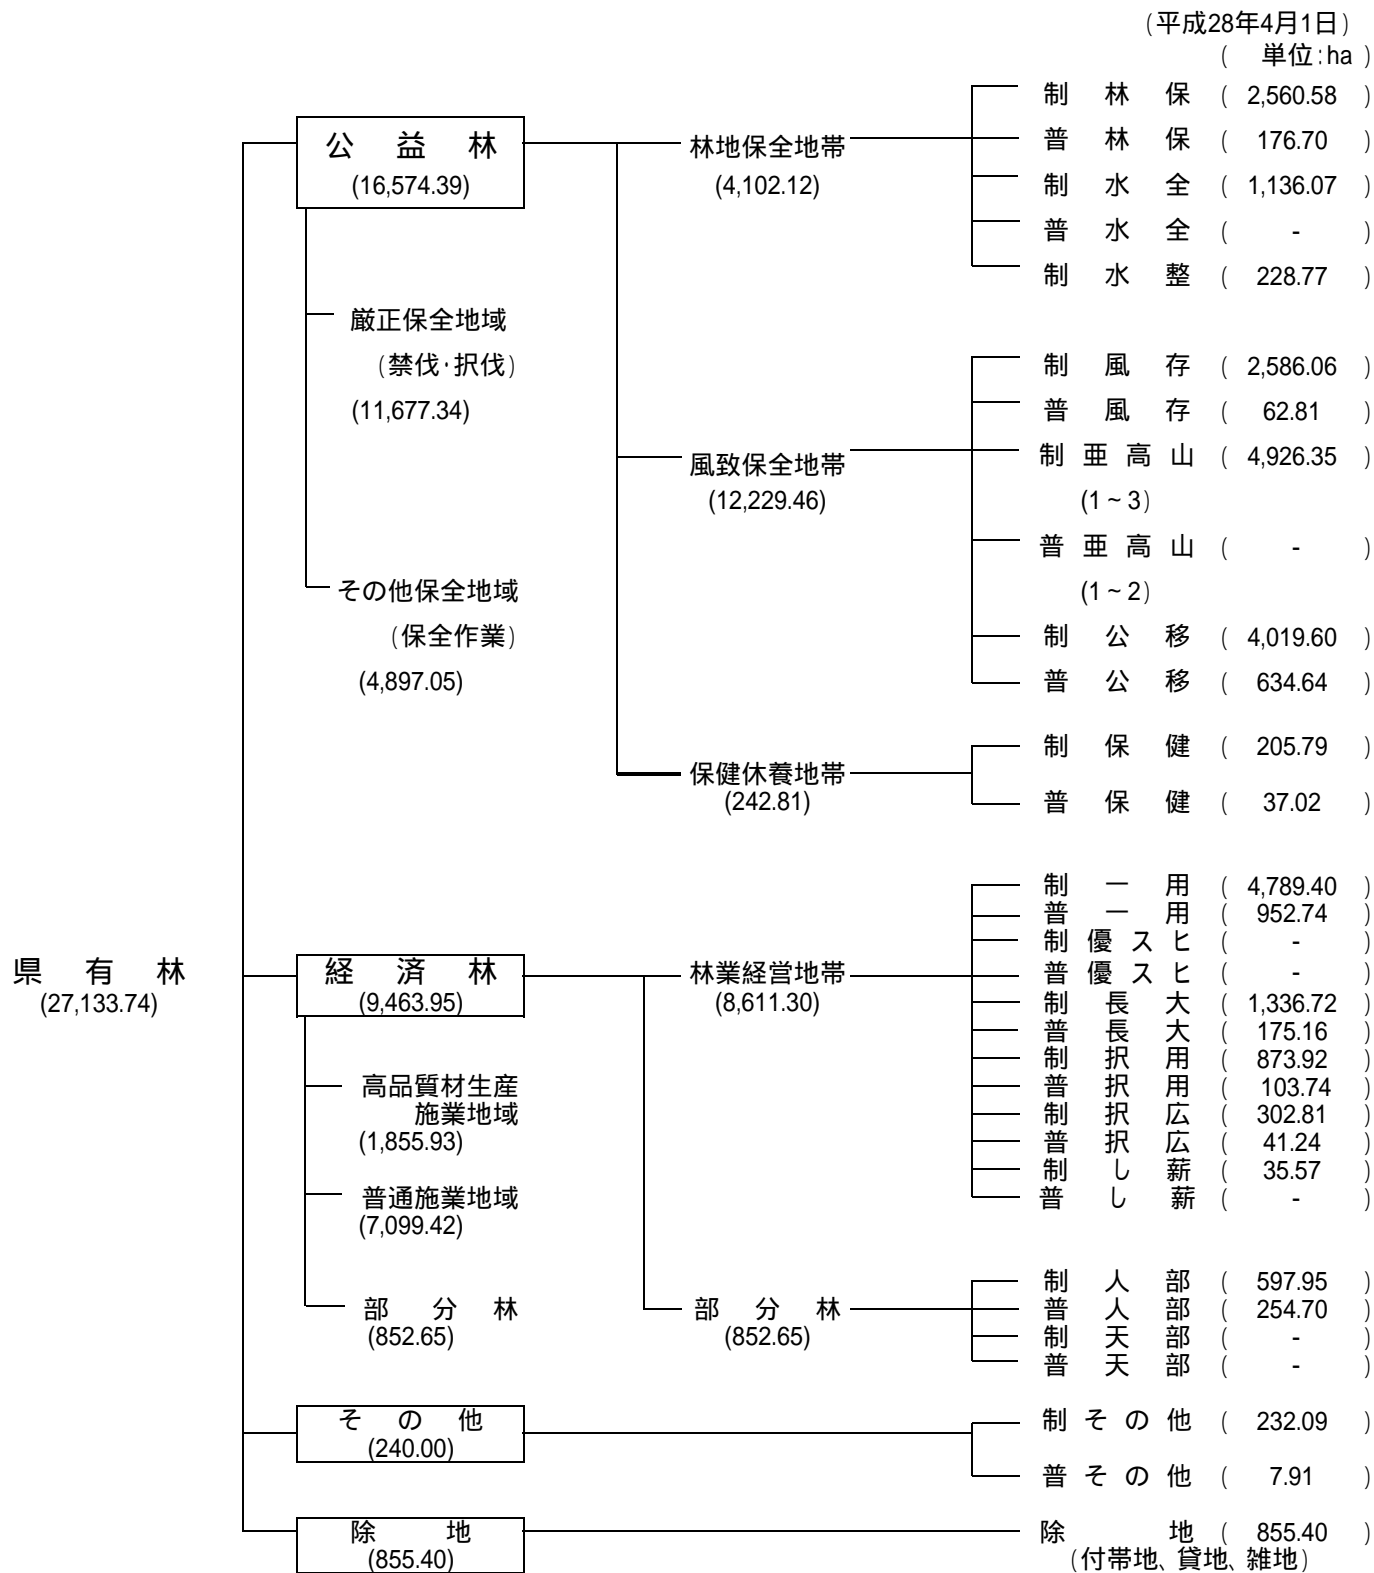 (平成28年4月1日)
( 単位:ha )
公益林
(16,574.39)
厳正保全地域
(禁伐・択伐)
(11,677.34)
その他保全地域
(保全作業)
(4,897.05)
林地保全地帯
(4,102.12)
制林保 ( 2,560.58 )
普林保 ( 176.70 )
制水全 ( 1,136.07 )
普水全 ( - )
制水整 ( 228.77 )
風致保全地帯
(12,229.46)
制風存 ( 2,586.06 )
普風存 ( 62.81 )
制亜高山 ( 4,926.35 )
(1~3)
普亜高山 ( - )
(1~2)
制公移 ( 4,019.60 )
普公移 ( 634.64 )
保健休養地帯
(242.81)
制保健 ( 205.79 )
普保健 ( 37.02 )
県有林
(27,133.74)
経済林
(9,463.95)
高品質材生産
施業地域
(1,855.93)
普通施業地域
(7,099.42)
部分林
(852.65)
林業経営地帯
(8,611.30)
制一用 ( 4,789.40 )
普一用 ( 952.74 )
制優スヒ ( - )
普優スヒ ( - )
制長大 ( 1,336.72 )
普長大 ( 175.16 )
制択用 ( 873.92 )
普択用 ( 103.74 )
制択広 ( 302.81 )
普択広 ( 41.24 )
制し薪 ( 35.57 )
普し薪 ( - )
部分林
(852.65)
制人部 ( 597.95 )
普人部 ( 254.70 )
制天部 ( - )
普天部 ( - )
その他
(240.00)
制その他 ( 232.09 )
普その他 ( 7.91 )
除地
(855.40)
除地 ( 855.40 )
(付帯地、貸地、雑地)